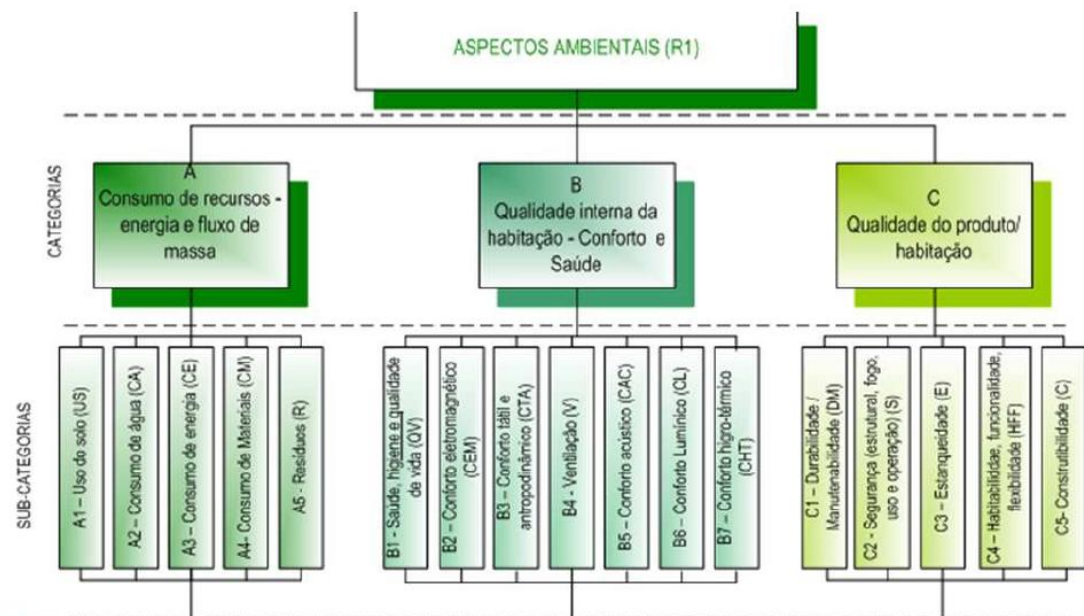 ASPECTOS AMBIENTAIS (R1)
CATEGORIAS
A
Consumo de recursos -
energia e fluxo de
massa
B
Qualidade interna da
habitação - Conforto e
Saúde
C
Qualidade do produto/
habitação
SUB-CATEGORIAS
A1 – Uso do solo (US)
A2 – Consumo de água (CA)
A3 – Consumo de energia (CE)
A4- Consumo de Materiais (CM)
A5 - Resíduos (R)
B1 - Saúde, higiene e qualidade
de vida (QV)
B2 – Conforto eletromagnético
(CEM)
B3 – Conforto tátil e
antropodinâmico (CTA)
B4 - Ventilação (V)
B5 – Conforto acústico (CAC)
B6 – Conforto Lumínico (CL)
B7 – Conforto higro-térmico
(CHT)
C1 – Durabilidade /
Manutenabilidade (DM)
C2 - Segurança (estrutural, fogo,
uso e operação) (S)
C3 – Estanqueidade (E)
C4 – Habitabilidae, funcionalidade,
flexibilidade (HFF)
C5- Construtibilidade (C)